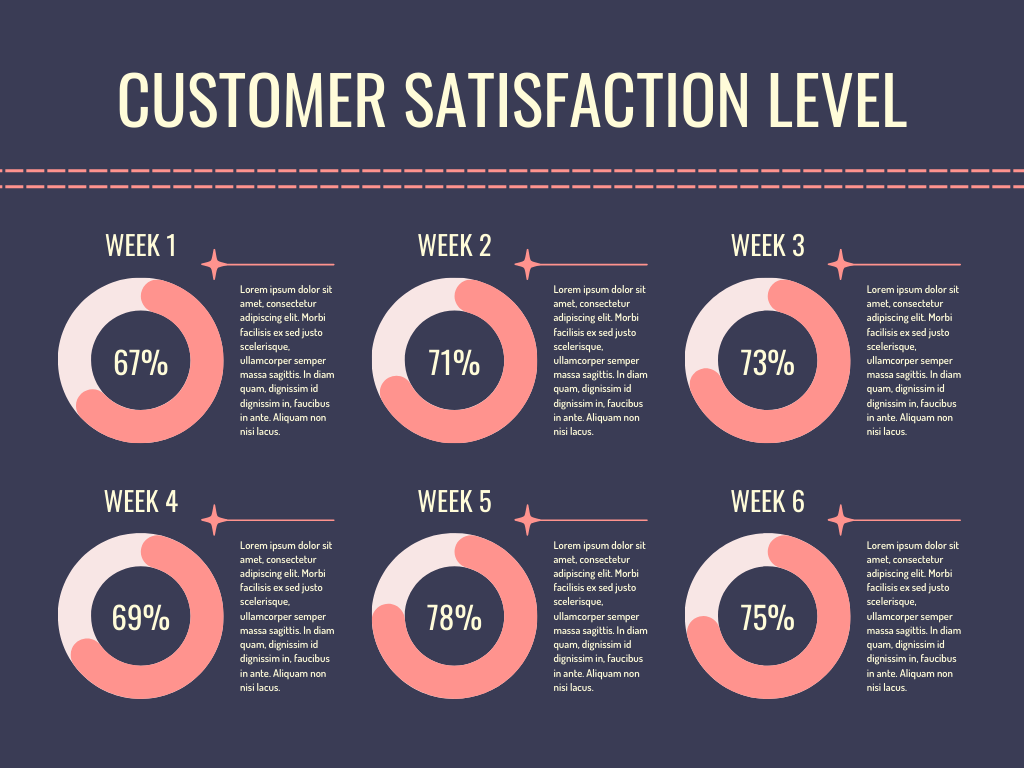 CUSTOMER SATISFACTION LEVEL
WEEK 1
67%
Lorem ipsum dolor sit
amet, consectetur
adipiscing elit. Morbi
facilisis ex sed justo
scelerisque,
ullamcorper semper
massa sagittis. In diam
quam, dignissim id
dignissim in, faucibus
in ante. Aliquam non
nisi lacus.
WEEK 2
71%
Lorem ipsum dolor sit
amet, consectetur
adipiscing elit. Morbi
facilisis ex sed justo
scelerisque,
ullamcorper semper
massa sagittis. In diam
quam, dignissim id
dignissim in, faucibus
in ante. Aliquam non
nisi lacus.
WEEK 3
73%
Lorem ipsum dolor sit
amet, consectetur
adipiscing elit. Morbi
facilisis ex sed justo
scelerisque,
ullamcorper semper
massa sagittis. In diam
quam, dignissim id
dignissim in, faucibus
in ante. Aliquam non
nisi lacus.
WEEK 4
69%
Lorem ipsum dolor sit
amet, consectetur
adipiscing elit. Morbi
facilisis ex sed justo
scelerisque,
ullamcorper semper
massa sagittis. In diam
quam, dignissim id
dignissim in, faucibus
in ante. Aliquam non
nisi lacus.
WEEK 5
78%
Lorem ipsum dolor sit
amet, consectetur
adipiscing elit. Morbi
facilisis ex sed justo
scelerisque,
ullamcorper semper
massa sagittis. In diam
quam, dignissim id
dignissim in, faucibus
in ante. Aliquam non
nisi lacus.
WEEK 6
75%
Lorem ipsum dolor sit
amet, consectetur
adipiscing elit. Morbi
facilisis ex sed justo
scelerisque,
ullamcorper semper
massa sagittis. In diam
quam, dignissim id
dignissim in, faucibus
in ante. Aliquam non
nisi lacus.